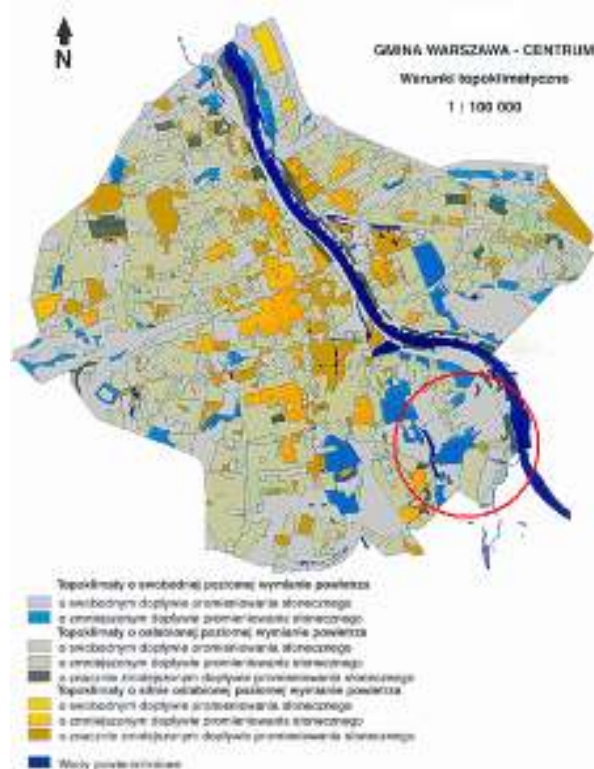 N
GMINA WARSZAWA - CENTRUM
Warunki topoklimatyczne
1 : 100 000
Topoklimaty o swobodnej poziomej wymianie powietrza
o swobodnym dopływie promieniowania słonecznego
o zmniejszonym dopływie promieniowania słonecznego
Topoklimaty o osłabionej poziomej wymianie powietrza
o swobodnym dopływie promieniowania słonecznego
o zmniejszonym dopływie promieniowania słonecznego
o znacznie zmniejszonym dopływie promieniowania słonecznego
Topoklimaty o silnie osłabionej poziomej wymianie powietrza
o swobodnym dopływie promieniowania słonecznego
o zmniejszonym dopływie promieniowania słonecznego
o znacznie zmniejszonym dopływie promieniowania słonecznego
Wody powierzchniowe